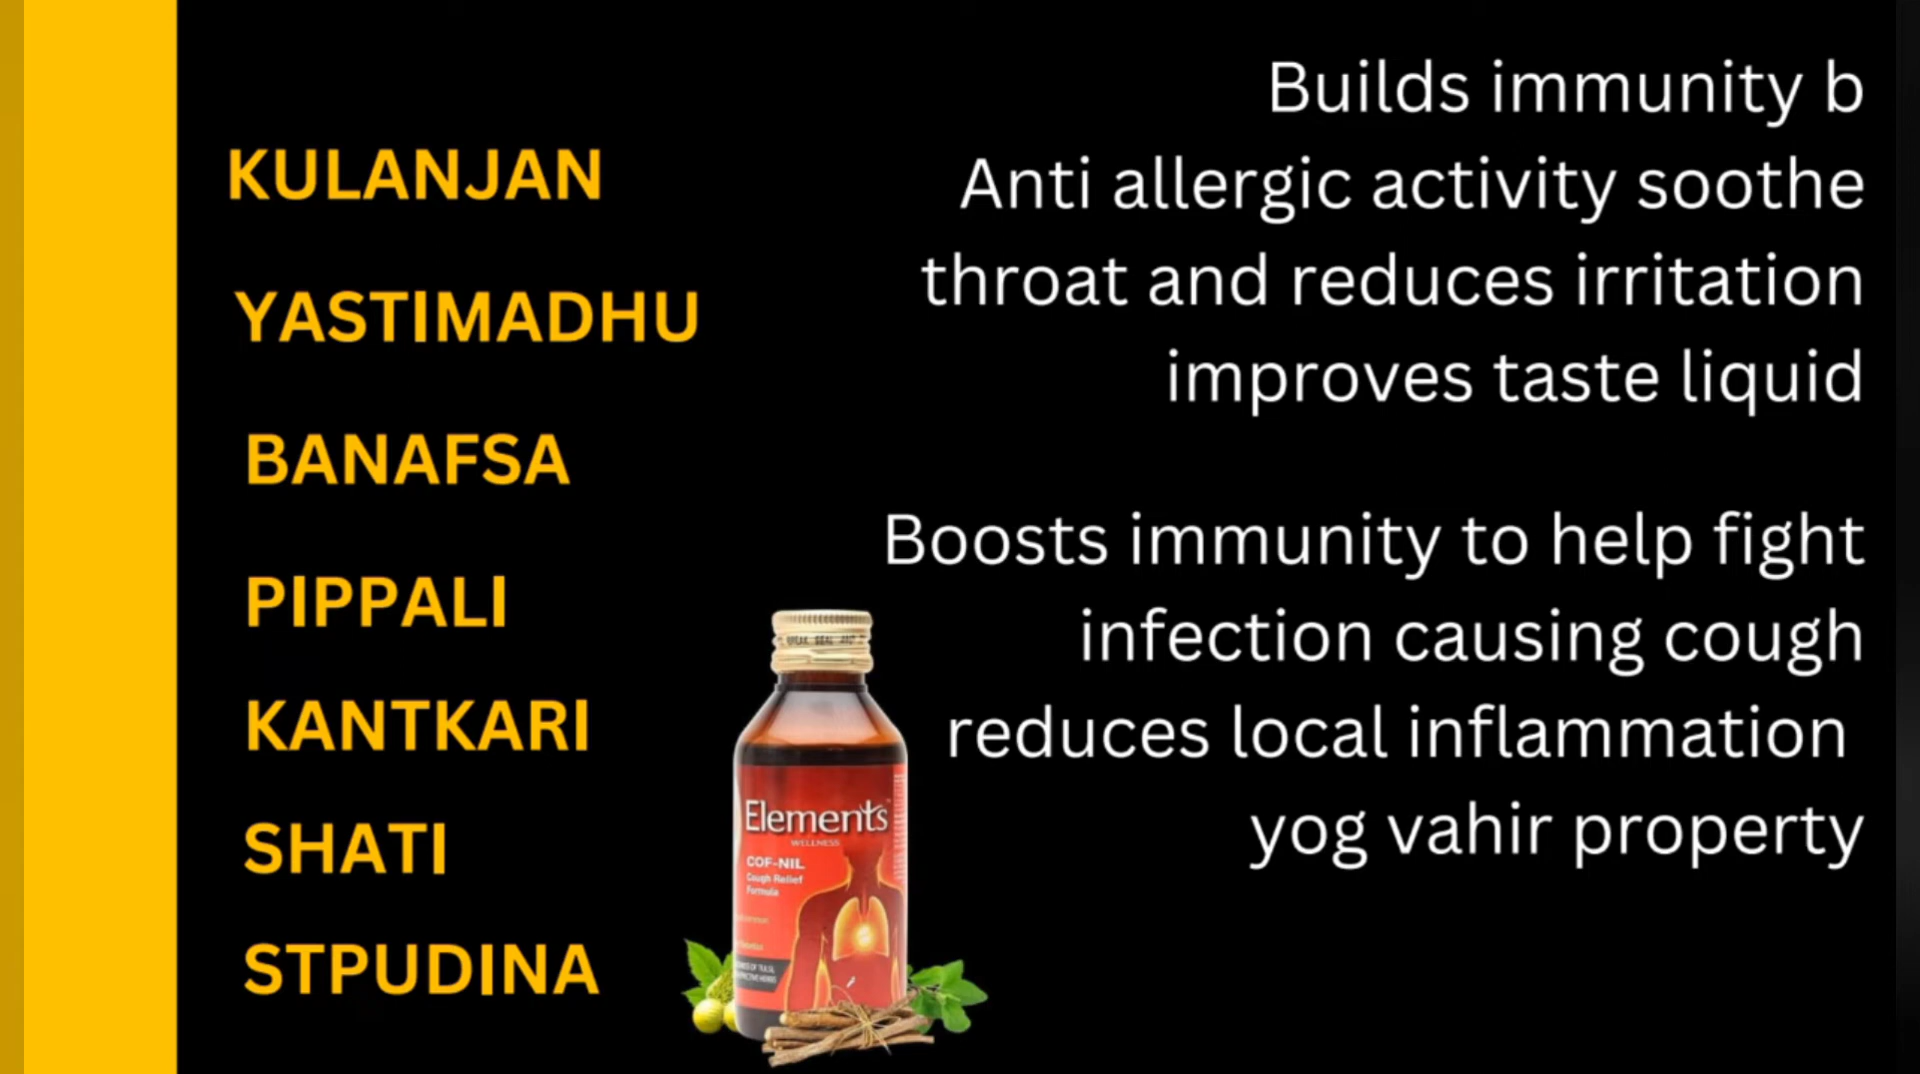 KULANJAN
YASTIMADHU
BANAFSA
PIPPALI
KANTKARI
SHATI
STPUDINA
Builds immunity b
Anti allergic activity soothe
throat and reduces irritation
improves taste liquid
Boosts immunity to help fight
infection causing cough
reduces local inflammation
yog vahir property
Elements
WELLNESS
COF-NIL
Cough Relief
Formula